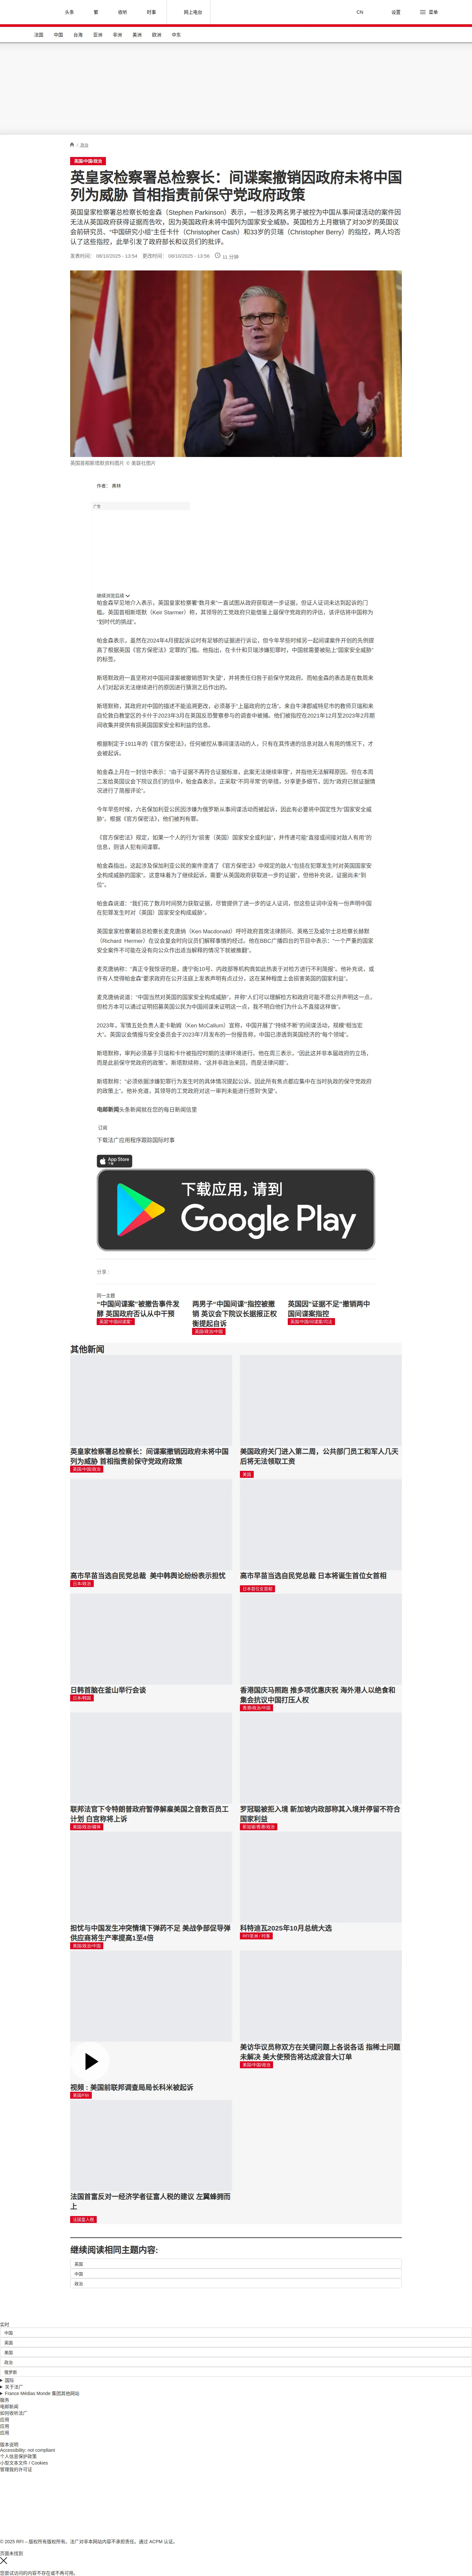 头条
繁
收听
时事
网上电台
CN
设置
菜单
法国
中国
台海
亚洲
非洲
美洲
欧洲
中东
/ 政治
英国/中国/政治
英皇家检察署总检察长：间谍案撤销因政府未将中国列为威胁 首相指责前保守党政府政策
英国皇家检察署总检察长帕金森（Stephen Parkinson）表示，一桩涉及两名男子被控为中国从事间谍活动的案件因无法从英国政府获得证据而告吹，因为英国政府多年来拒绝将中国列为国家安全威胁。英国检方上月撤销了对30岁的英国议会前研究员、“中国研究小组”主任卡什（Christopher Cash）和33岁的贝瑞（Christopher Berry）的指控，两人均否认了这些指控，此举引发了政府部长和议员们的批评。
发表时间： 08/10/2025 - 13:54 更改时间： 08/10/2025 - 13:56 11 分钟
英国首相斯塔默资料图片 © 美联社图片
作者： 弗林
广告
继续浏览后续
帕金森罕见地介入表示，英国皇家检察署“数月来”一直试图从政府获取进一步证据，但证人证词未达到起诉的门槛。英国首相斯塔默（Keir Starmer）称，其领导的工党政府只能借鉴上届保守党政府的评估，该评估将中国称为“划时代的挑战”。
帕金森表示，虽然在2024年4月提起诉讼时有足够的证据进行诉讼，但今年早些时候另一起间谍案件开创的先例提高了根据英国《官方保密法》定罪的门槛。他指出，在卡什和贝瑞涉嫌犯罪时，中国就需要被贴上“国家安全威胁”的标签。
斯塔默政府一直坚称对中国间谍案被撤销感到“失望”，并将责任归咎于前保守党政府。而帕金森的表态是在数周来人们对起诉无法继续进行的原因进行猜测之后作出的。
斯塔默称，其政府对中国的描述不能追溯更改，必须基于“上届政府的立场”。来自牛津郡威特尼市的教师贝瑞和来自伦敦白教堂区的卡什于2023年3月在英国反恐警察参与的调查中被捕。他们被指控在2021年12月至2023年2月期间收集并提供有损英国国家安全和利益的信息。
根据制定于1911年的《官方保密法》，任何被控从事间谍活动的人，只有在其传递的信息对敌人有用的情况下，才会被起诉。
帕金森上月在一封信中表示：“由于证据不再符合证据标准，此案无法继续审理”，并指他无法解释原因。但在本周二发给英国议会下院议员们的信中，帕金森表示，正采取“不同寻常”的举措，分享更多细节，因为“政府已就证据情况进行了简报评论”。
今年早些时候，六名保加利亚公民因涉嫌为俄罗斯从事间谍活动而被起诉，因此有必要将中国定性为“国家安全威胁”。根据《官方保密法》，他们被判有罪。
《官方保密法》规定，如果一个人的行为“损害（英国）国家安全或利益”，并传递可能“直接或间接对敌人有用”的信息，则该人犯有间谍罪。
帕金森指出，这起涉及保加利亚公民的案件澄清了《官方保密法》中规定的敌人“包括在犯罪发生时对英国国家安全构成威胁的国家”。这意味着为了继续起诉，需要“从英国政府获取进一步的证据”，但他补充说，证据尚未“到位”。
帕金森说道：“我们花了数月时间努力获取证据，尽管提供了进一步的证人证词，但这些证词中没有一份声明中国在犯罪发生时对（英国）国家安全构成威胁”。
英国皇家检察署前总检察长麦克唐纳（Ken Macdonald）呼吁政府首席法律顾问、英格兰及威尔士总检察长赫默（Richard Hermer）在议会复会时向议员们解释事情的经过。他在BBC广播四台的节目中表示：“一个严重的国家安全案件不可能在没有向公众作出适当解释的情况下就被搁翻”。
麦克唐纳称：“真正令我惊讶的是，唐宁街10号、内政部等机构竟如此热衷于对检方进行不利简报”。他补充说，或许有人觉得帕金森“要求政府在公开法庭上发表声明有点过分，这在某种程度上会损害英国的国家利益”。
麦克唐纳说道：“中国当然对英国的国家安全构成威胁”，并称“人们可以理解检方和政府可能不愿公开声明这一点，但检方本可以通过证明招募英国公民为中国间谍来证明这一点，我不明白他们为什么不直接这样做”。
2023年，军情五处负责人麦卡勒姆（Ken McCallum）宣布，中国开展了“持续不断”的间谍活动，规模“相当宏大”。英国议会情报与安全委员会于2023年7月发布的一份报告称，中国已渗透到英国经济的“每个领域”。
斯塔默称，审判必须基于贝瑞和卡什被指控时期的法律环境进行。他在周三表示，“因此这并非本届政府的立场，而是此前保守党政府的政策”。斯塔默续称，“这并非政治来回，而是法律问题”。
斯塔默称：“必须依据涉嫌犯罪行为发生时的具体情况提起公诉。因此所有焦点都应集中在当时执政的保守党政府的政策上”。他补充道，其领导的工党政府对这一审判未能进行感到“失望”。
电邮新闻头条新闻就在您的每日新闻信里
订阅
下载法广应用程序跟踪国际时事
App Store 下载
下载应用，请到 Google Play
分享 :
同一主题
“中国间谍案”被撤告事件发酵 英国政府否认从中干预
英国“中国间谍案”
两男子“中国间谍”指控被撤销 英议会下院议长据报正权衡提起自诉
英国/政治/中国
英国因“证据不足”撤销两中国间谍案指控
英国/中国/间谍案/司法
其他新闻
英皇家检察署总检察长：间谍案撤销因政府未将中国列为威胁 首相指责前保守党政府政策
英国/中国/政治
美国政府关门进入第二周，公共部门员工和军人几天后将无法领取工资
美国
高市早苗当选自民党总裁 美中韩舆论纷纷表示担忧
日本/政治
高市早苗当选自民党总裁 日本将诞生首位女首相
日本首位女首相
日韩首脑在釜山举行会谈
日本/韩国
香港国庆马照跑 推多项优惠庆祝 海外港人以绝食和集会抗议中国打压人权
香港/政治/中国
联邦法官下令特朗普政府暂停解雇美国之音数百员工计划 白宫称将上诉
美国/政治/媒体
罗冠聪被拒入境 新加坡内政部称其入境并停留不符合国家利益
新加坡/香港/政治
担忧与中国发生冲突情境下弹药不足 美战争部促导弹供应商将生产率提高1至4倍
美国/政治/中国
科特迪瓦2025年10月总统大选
RFI非洲 / 时事
视频：美国前联邦调查局局长科米被起诉
美国/FBI
美访华议员称双方在关键问题上各说各话 指稀土问题未解决 美大使预告将达成波音大订单
美国/中国/政治
法国首富反对一经济学者征富人税的建议 左翼蜂拥而上
法国富人税
继续阅读相同主题内容:
英国
中国
政治
实时
中国
英国
美国
政治
俄罗斯
国际
关于法广
France Médias Monde 集团其他网站
服务
电邮新闻
如何收听法广
应用
应用
应用
版本说明
Accessibility: not compliant
个人信息保护政策
小型文本文件 / Cookies
管理我的许可证
© 2025 RFI – 版权所有版权所有。法广对非本网站内容不承担责任。通过 ACPM 认证。
页面未找到
您尝试访问的内容不存在或不再可用。